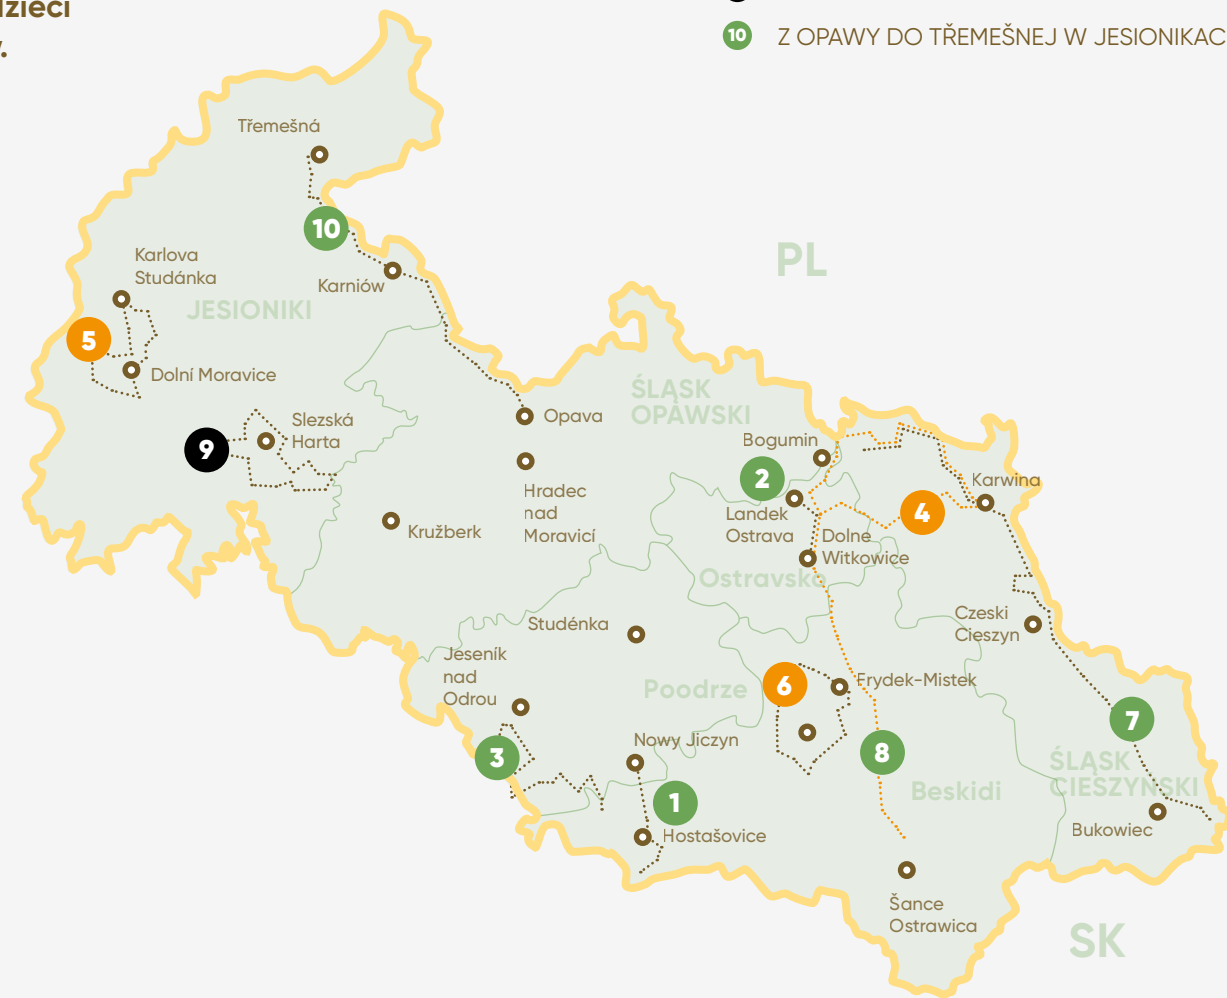 dzieci
10 Z OPAWY DO TŘEMEŠNEJ W JESIONIKAC
Třemešná
10
PL
Karlova
Studánka
Karniów
JESIONIKI
5
Dolní Moravice
ŚLĄSK
OPAWSKI
Opava
Slezská
Harta
9
Bogumin
2
Karwina
Hradec
nad
Moravicí
Landek
Ostrava
4
Kružberk
Dolne
Witkowice
Ostravsko
Studénka
Czeski
Cieszyn
Jeseník
nad
Odrou
Poodrze
6
Frydek-Mistek
7
Nowy Jiczyn
3
8
ŚLĄSK
CIESZYŃSKI
1
Beskidi
Hostašovice
Bukowiec
Šance
Ostrawica
SK